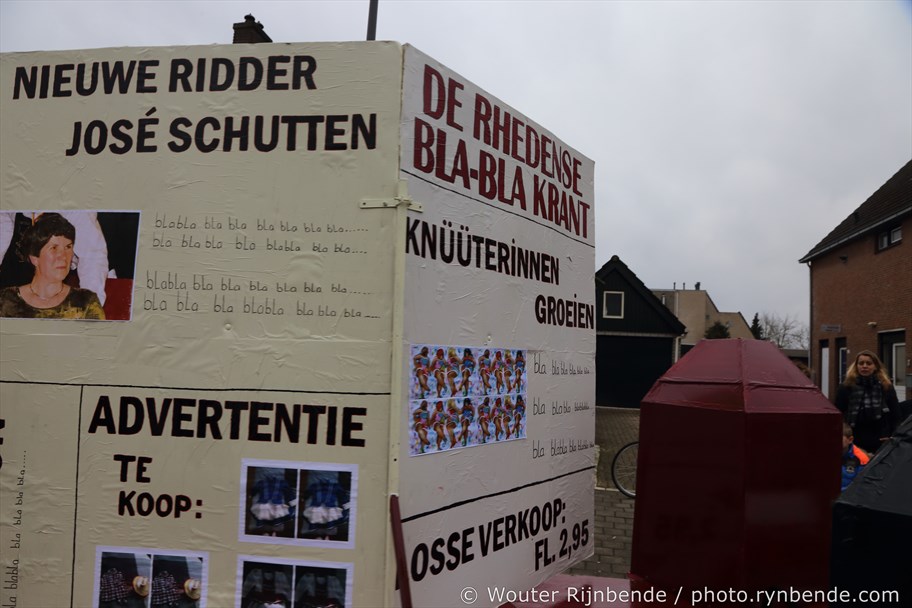 NIEUWE RIDDER
JOSÉ SCHUTTEN
blabla bla bla bla bla bla bla......
bla bla bla bla blabla bla bla....
blabla bla bla bla bla bla bla....
bla bla bla blabla bla bla bla...
ADVERTENTIE
TE
KOOP:
DE RHEDENSE
BLA-BLA KRANT
KNÜÜTERINNEN
GROEIEN
bla bla bla bla bla...
bla bla bla
bla blabla bla bla
OSSEVERKOOP:
FL. 2,95
© Wouter Rijnbende / photo.rynbende.com